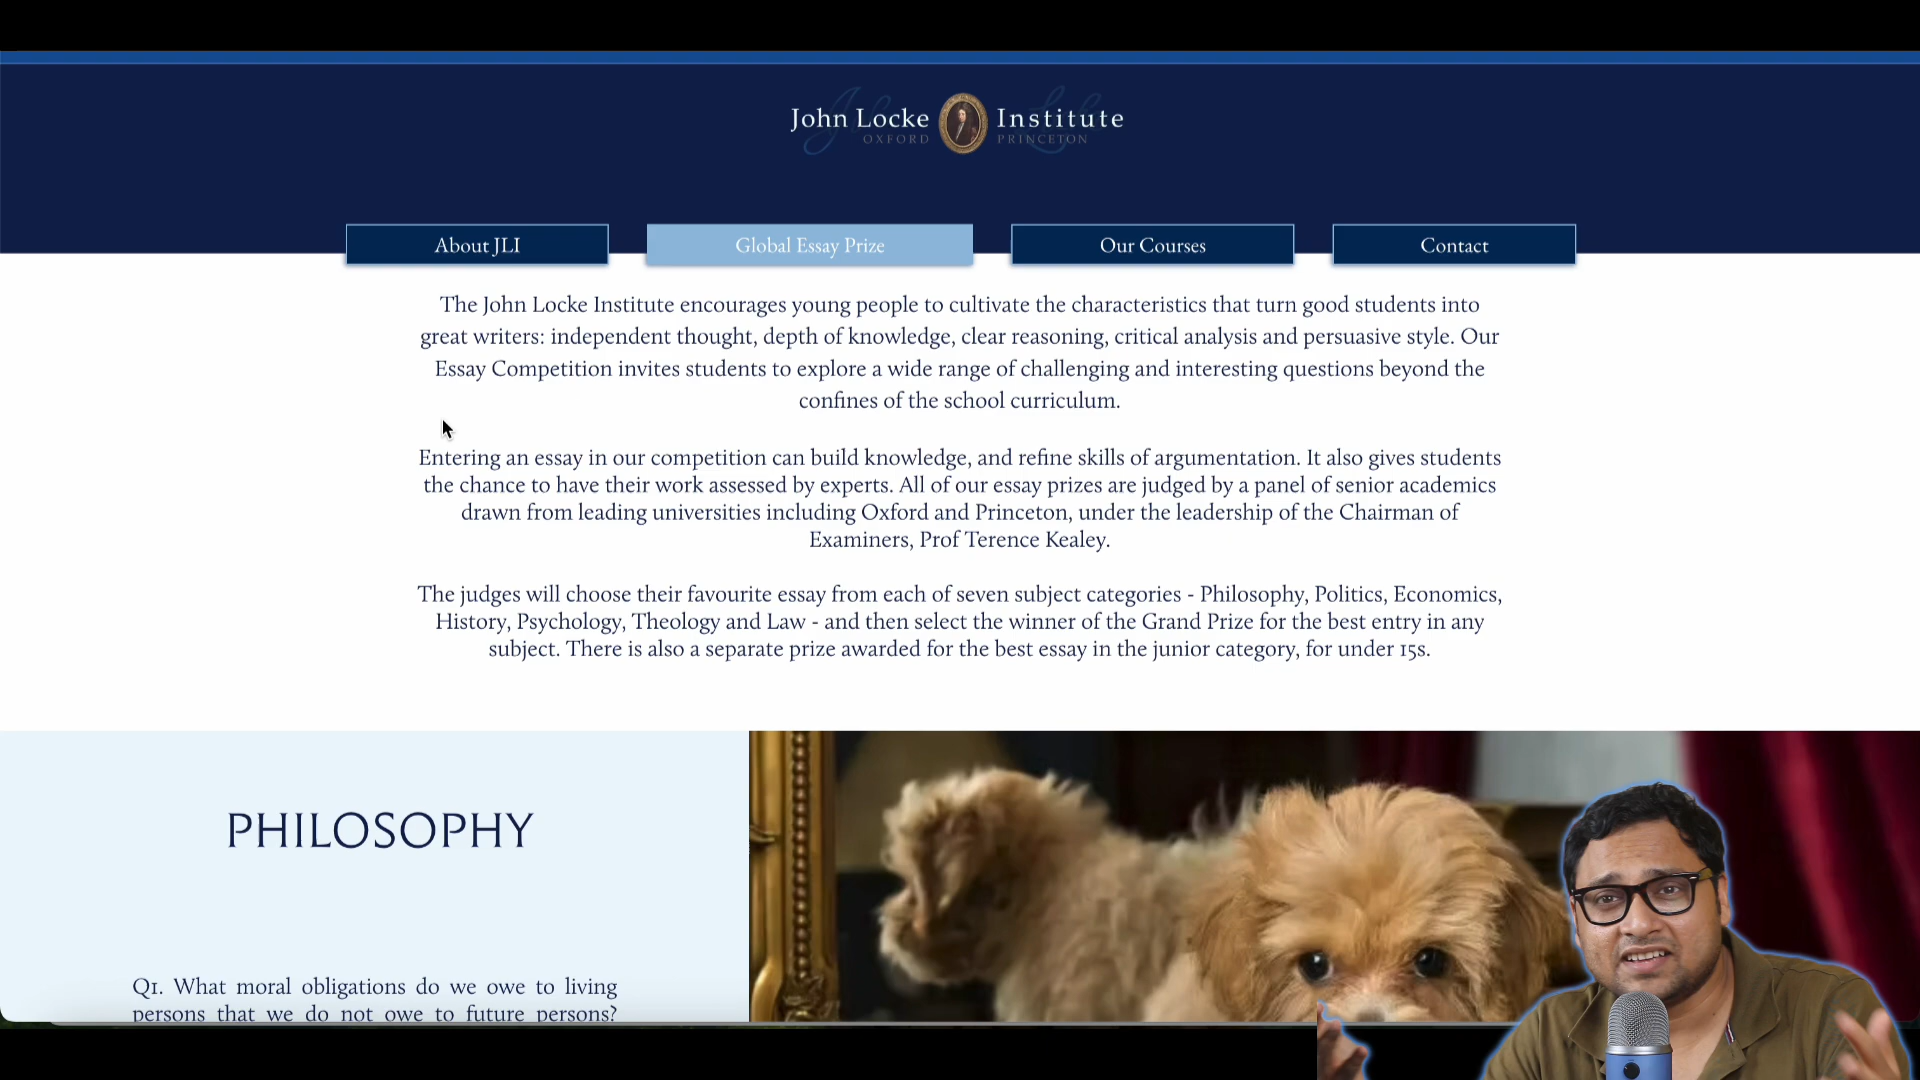 John Locke Institute
OXFORD PRINCETON
About JLI
Global Essay Prize
Our Courses
Contact
The John Locke Institute encourages young people to cultivate the characteristics that turn good students into
great writers: independent thought, depth of knowledge, clear reasoning, critical analysis and persuasive style. Our
Essay Competition invites students to explore a wide range of challenging and interesting questions beyond the
confines of the school curriculum.
Entering an essay in our competition can build knowledge, and refine skills of argumentation. It also gives students
the chance to have their work assessed by experts. All of our essay prizes are judged by a panel of senior academics
drawn from leading universities including Oxford and Princeton, under the leadership of the Chairman of
Examiners, Prof Terence Kealey.
The judges will choose their favourite essay from each of seven subject categories - Philosophy, Politics, Economics,
History, Psychology, Theology and Law - and then select the winner of the Grand Prize for the best entry in any
subject. There is also a separate prize awarded for the best essay in the junior category, for under 15s.
PHILOSOPHY
Q1. What moral obligations do we owe to living
persons that we do not owe to future persons?